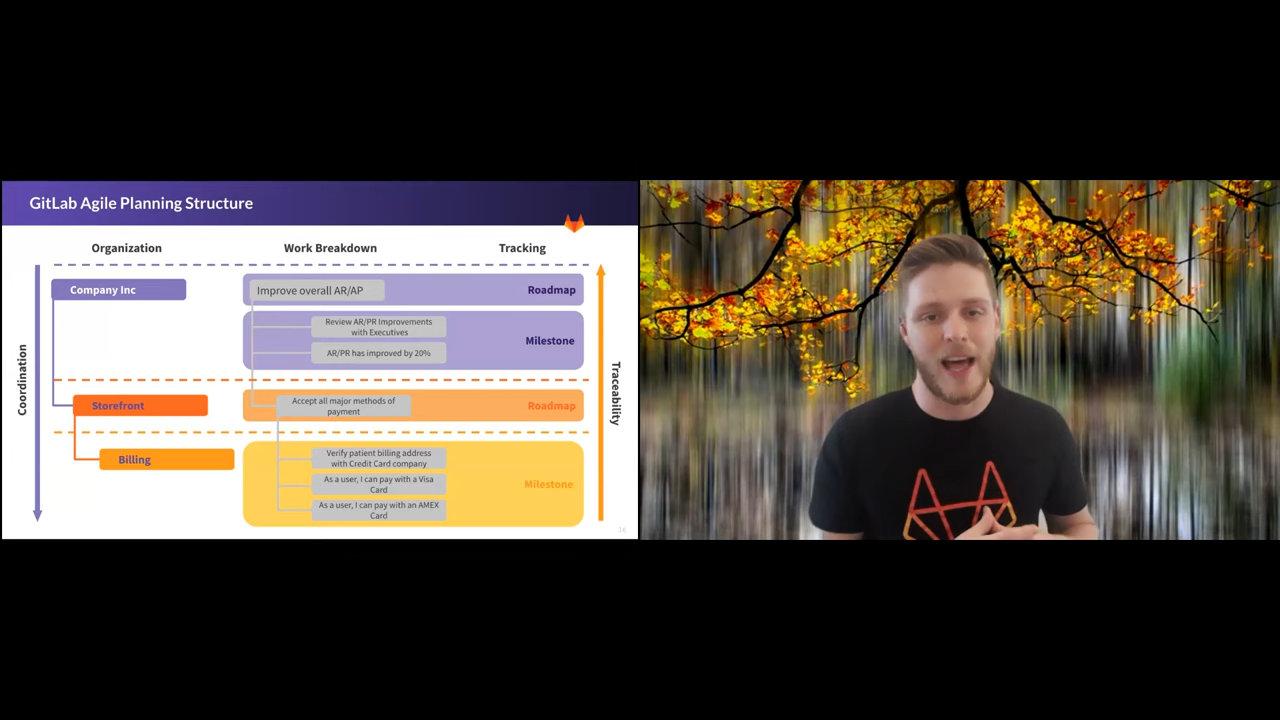 GitLab Agile Planning Structure
Organization
Work Breakdown
Tracking
Company Inc
Improve overall AR/AP
Roadmap
Review AR/PR Improvements
with Executives
AR/PR has improved by 20%
Milestone
Coordination
Traceability
Storefront
Accept all major methods of
payment
Roadmap
Billing
Verify patient billing address
with Credit Card company
As a user, I can pay with a Visa
Card
As a user, I can pay with an AMEX
Card
Milestone
16